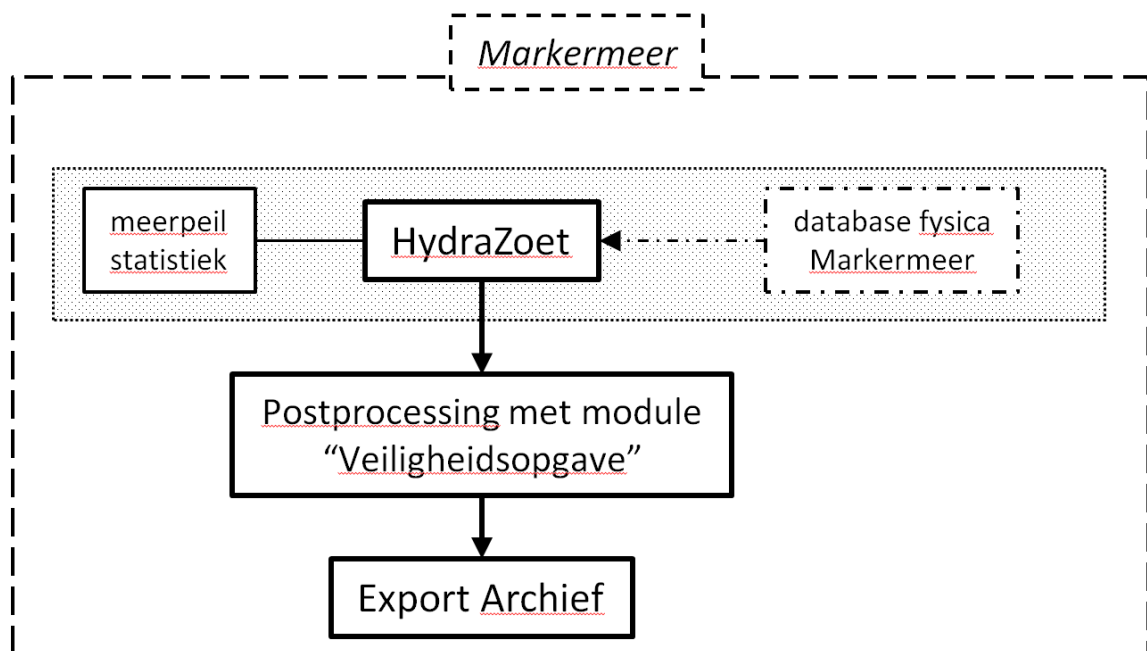 Markermeer
meerpeil
statistiek
HydraZoet
database fysica
Markermeer
Postprocessing met module
“Veiligheidsopgave”
Export Archief